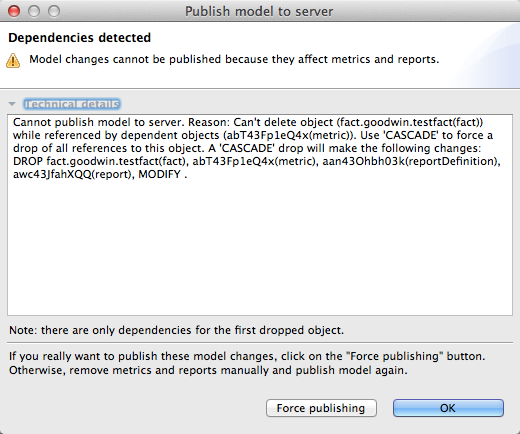 Publish model to server
Dependencies detected
Model changes cannot be published because they affect metrics and reports.
Technical details
Cannot publish model to server. Reason: Can't delete object (fact.goodwin.testfact(fact))
while referenced by dependent objects (abT43Fp1eQ4x(metric)). Use 'CASCADE' to force a
drop of all references to this object. A 'CASCADE' drop will make the following changes:
DROP fact.goodwin.testfact(fact), abT43Fp1eQ4x(metric), aan43Ohbh03k(reportDefinition),
awc43JfahXQQ(report), MODIFY .
Note: there are only dependencies for the first dropped object.
If you really want to publish these model changes, click on the "Force publishing" button.
Otherwise, remove metrics and reports manually and publish model again.
Force publishing
OK